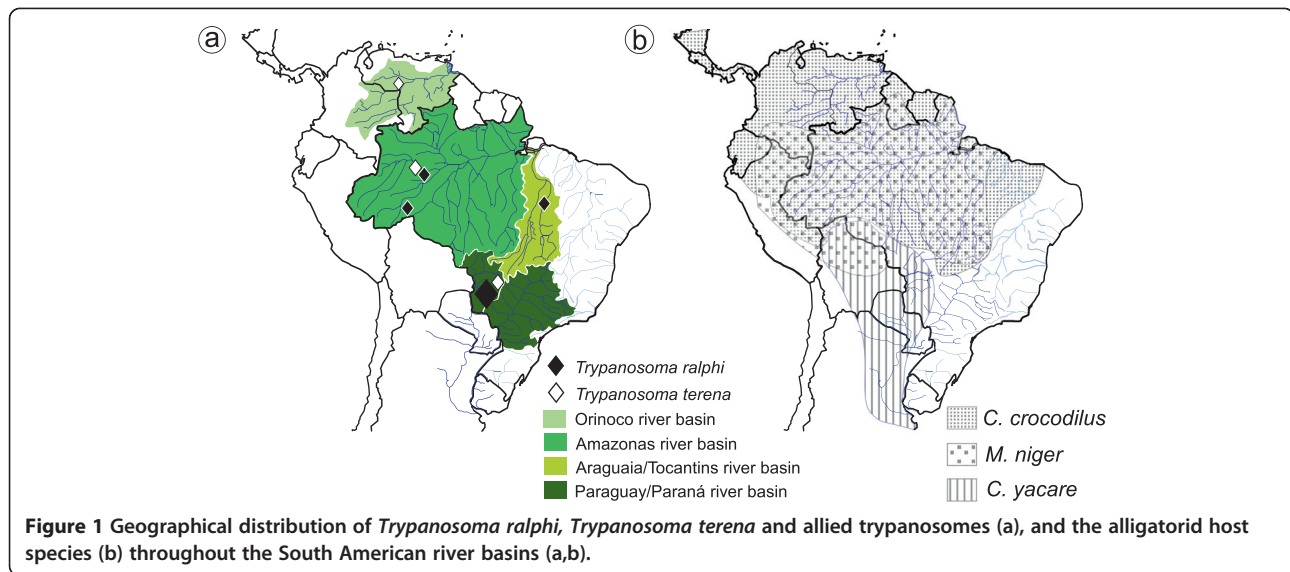 a
b
Trypanosoma ralphi
Trypanosoma terena
Orinoco river basin
Amazonas river basin
Araguaia/Tocantins river basin
Paraguay/Paraná river basin
C. crocodilus
M. niger
C. yacare
Figure 1 Geographical distribution of Trypanosoma ralphi, Trypanosoma terena and allied trypanosomes (a), and the alligatorid host
species (b) throughout the South American river basins (a,b).